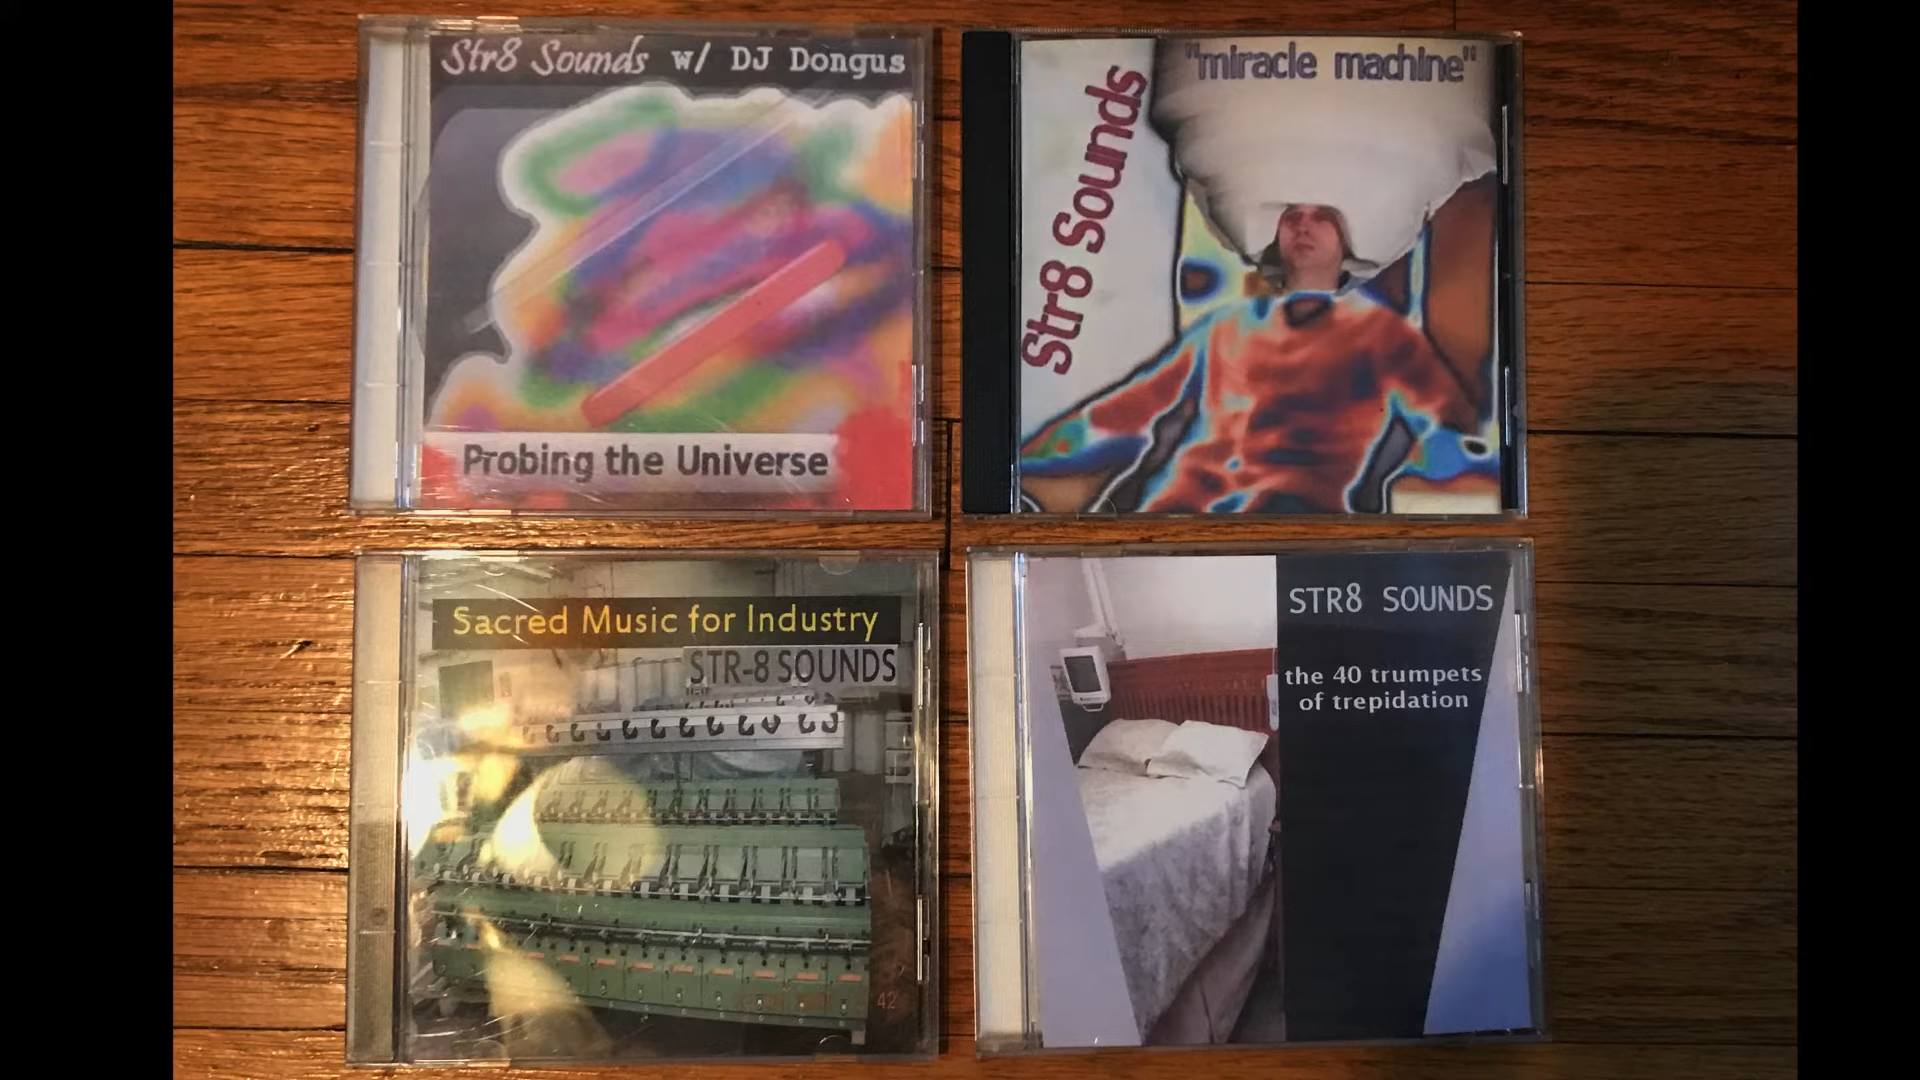 Str8 Sounds w/ DJ Dongus
Probing the Universe
"miracle machine"
Str8 Sounds
Sacred Music for Industry
STR-8 SOUNDS
42
STR8 SOUNDS
the 40 trumpets
of trepidation